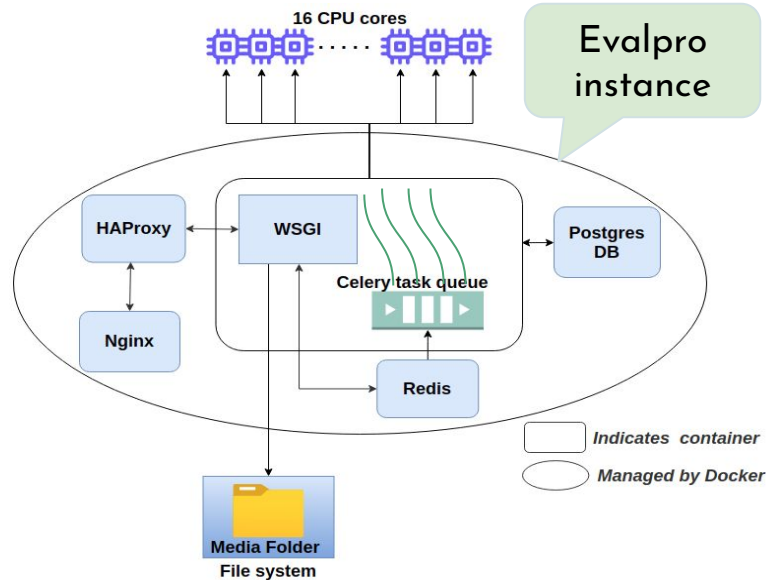 16 CPU cores
Evalpro
instance
HAProxy
WSGI
Postgres
DB
Celery task queue
Nginx
Redis
Indicates container
Managed by Docker
Media Folder
File system